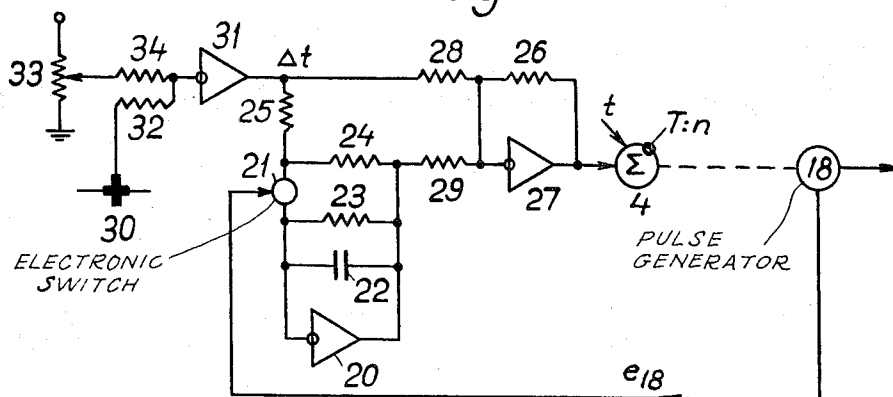 g
31
Δt
28
26
34
33
32
25
t
T:n
24
29
Σ
18
21
27
4
23
30
PULSE
GENERATOR
ELECTRONIC
SWITCH
22
20
e18